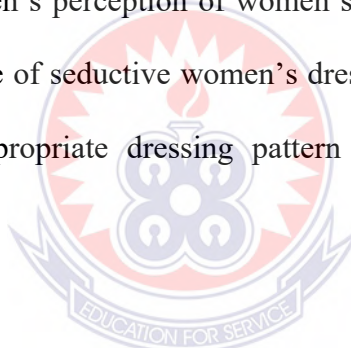 en's perception of women's
e of seductive women's dres
propriate dressing pattern
EDUCATION FOR SERVICE